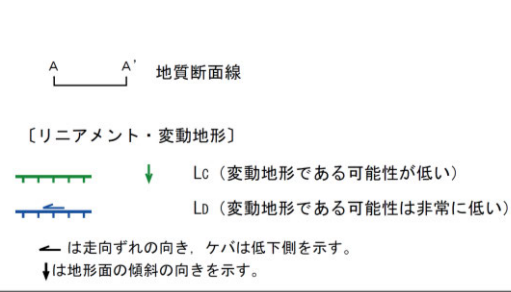 A A' 地質断面線
〔リニアメント・変動地形〕
LC（変動地形である可能性が低い）
LD（変動地形である可能性は非常に低い）
は走向ずれの向き，ケバは低下側を示す。
は地形面の傾斜の向きを示す。